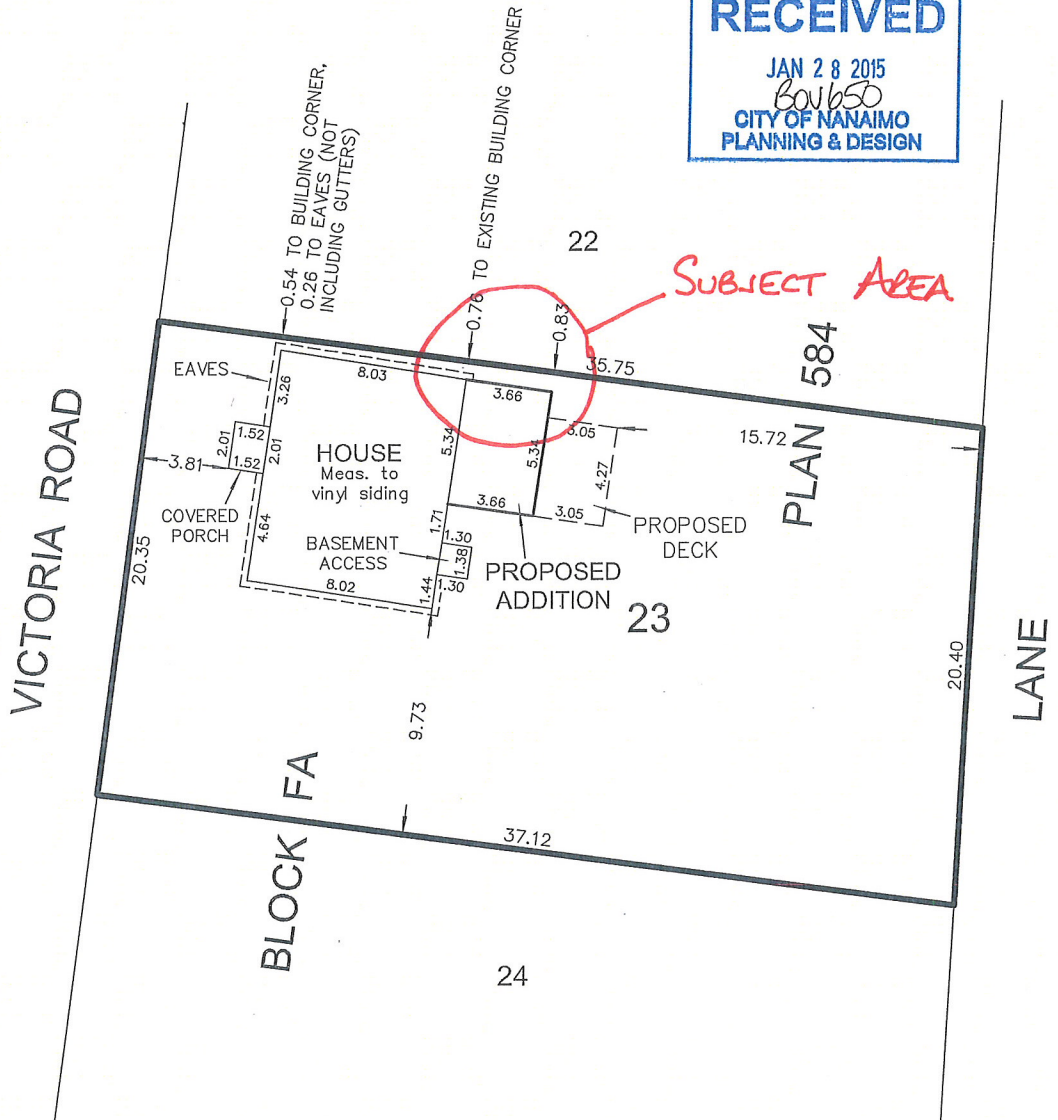 RECEIVED
JAN 28 2015
BOV650
CITY OF NANAIMO
PLANNING & DESIGN
0.54 TO BUILDING CORNER,
0.26 TO EAVES (NOT
INCLUDING GUTTERS)
0.76 TO EXISTING BUILDING CORNER
22
0.83
SUBJECT AREA
35.75
PLAN 584
EAVES
8.03
3.26
3.66
3.05
15.72
VICTORIA ROAD
2.01
1.52
1.52
2.01
3.81
HOUSE
Meas. to
vinyl siding
5.34
5.34
4.27
COVERED
PORCH
4.64
3.66
3.05
PROPOSED
DECK
20.35
BASEMENT
ACCESS
1.71
1.30
1.38
1.30
1.44
8.02
PROPOSED
ADDITION
23
20.40
LANE
9.73
BLOCK FA
37.12
24